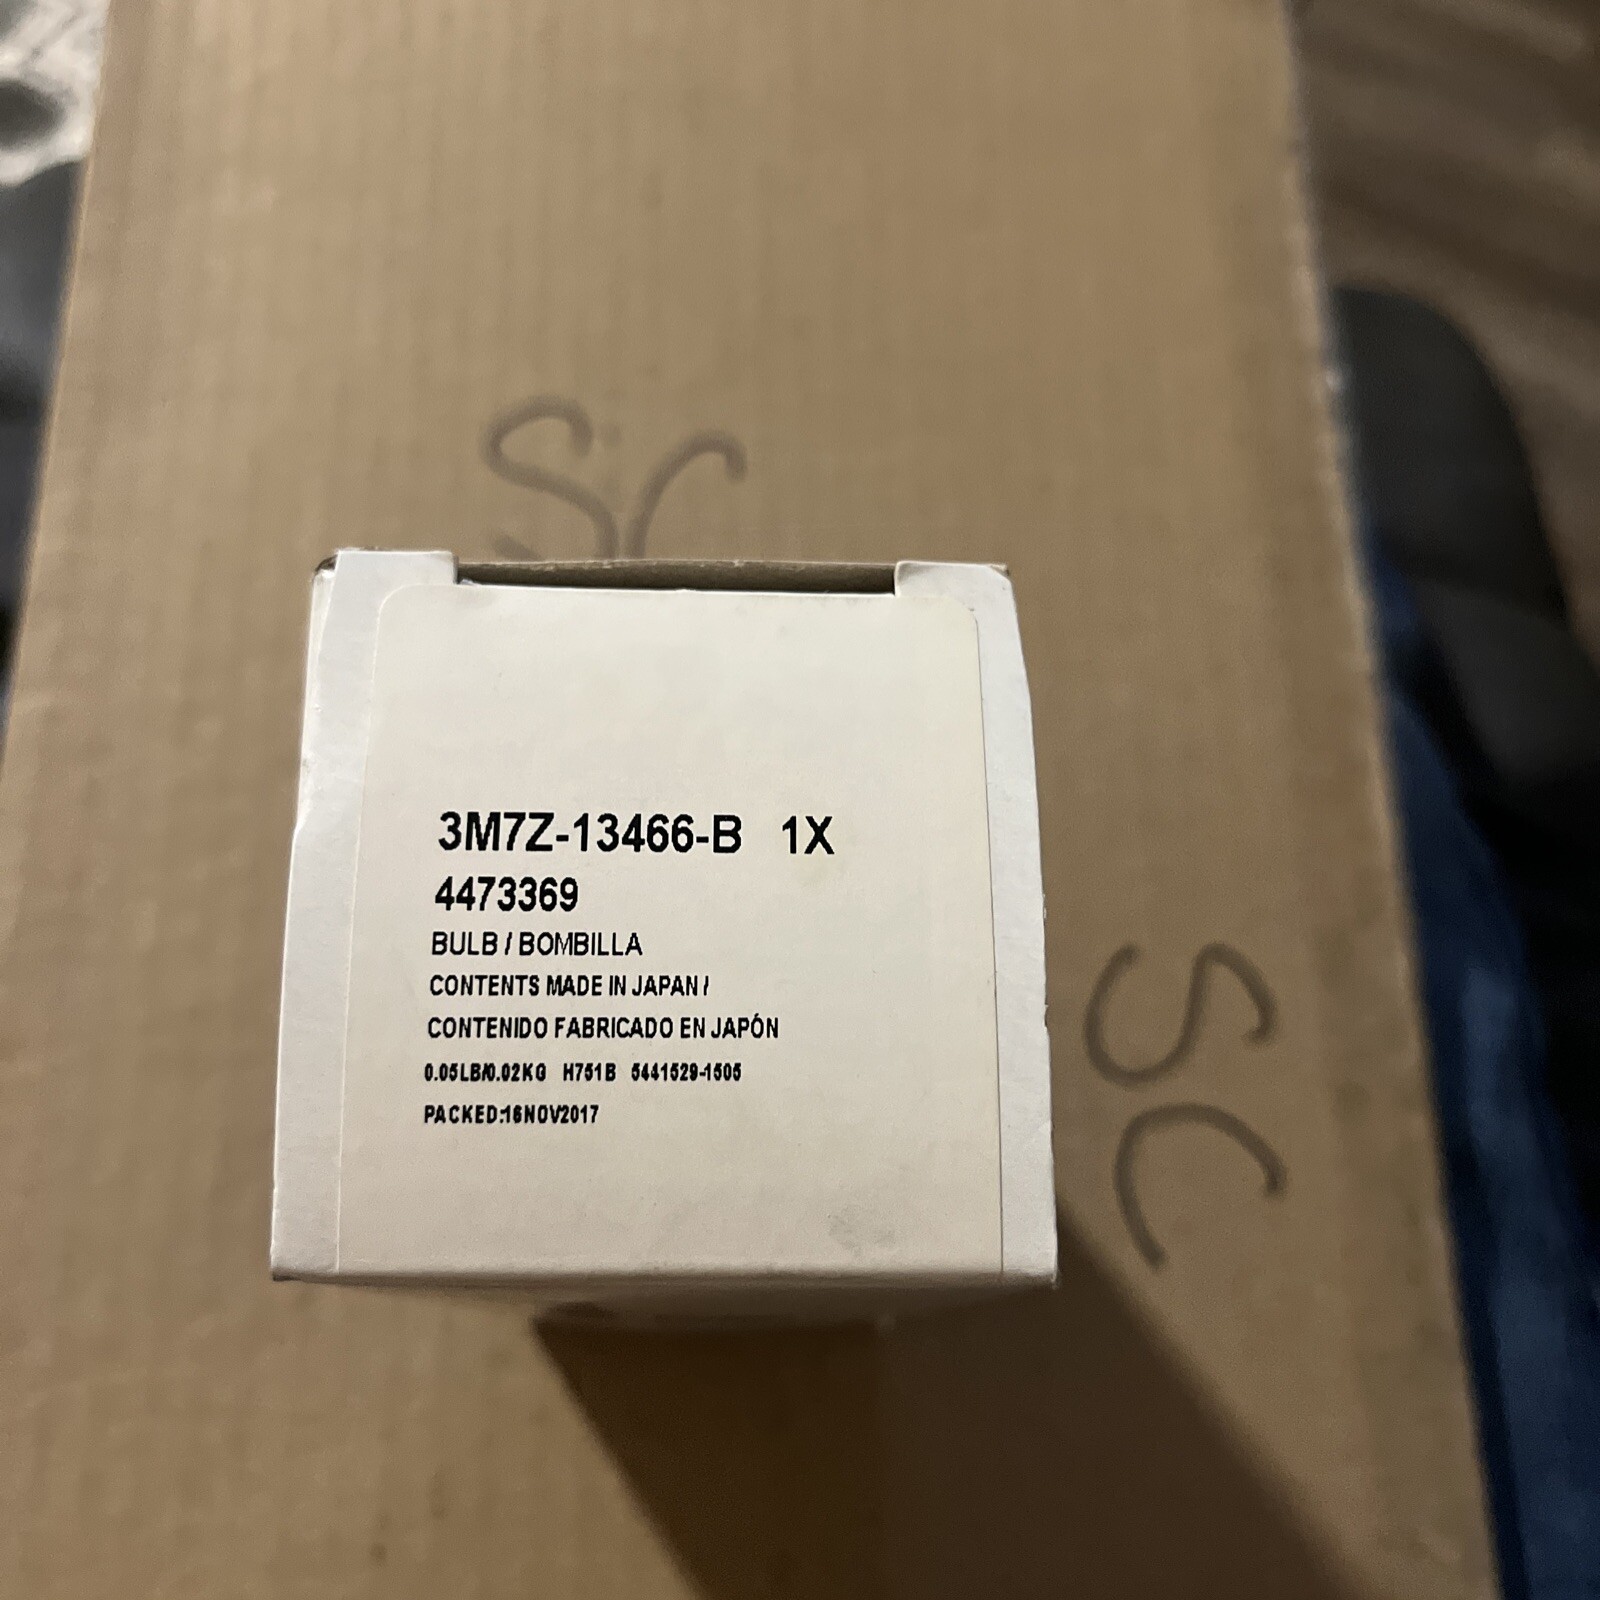 SC
3M7Z-13466-B 1X
4473369
BULB / BOMBILLA
CONTENTS MADE IN JAPAN /
CONTENIDO FABRICADO EN JAPÓN
0.05LB/0.02KG H751B 5441529-1505
PACKED:16NOV2017
SC